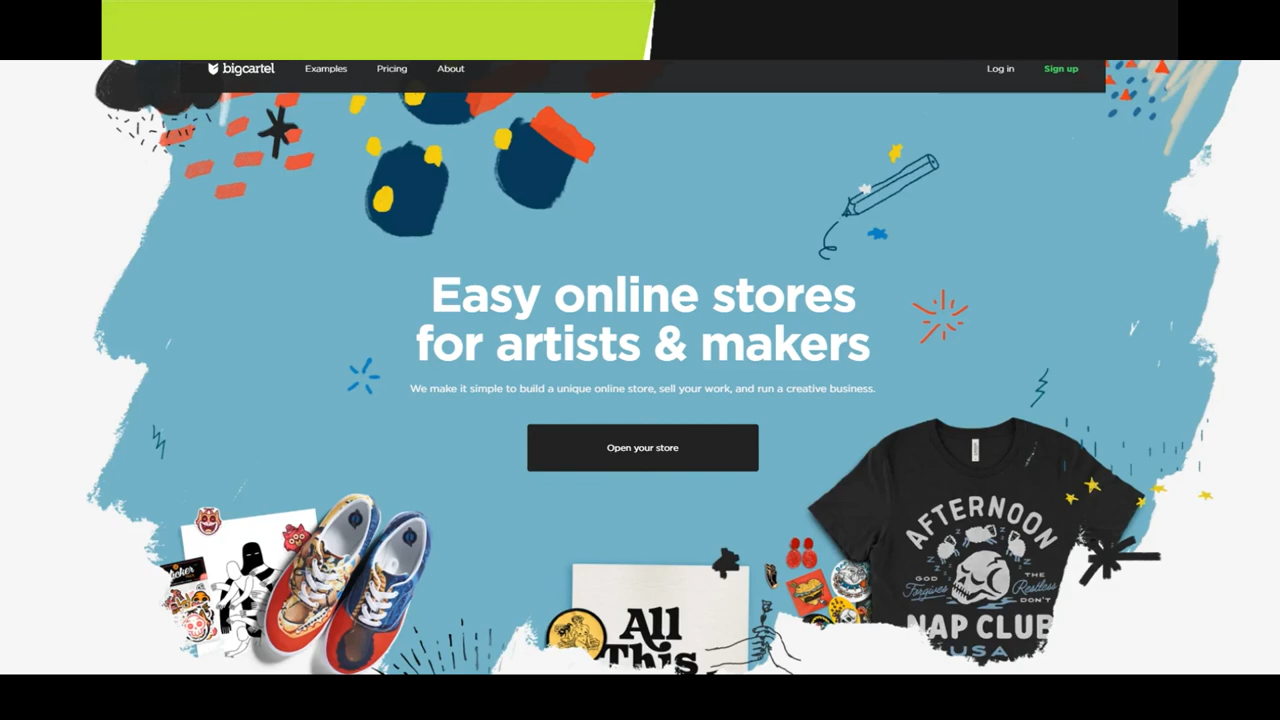 bigcartel
Examples
Pricing
About
Log in
Sign up
Easy online stores
for artists & makers
We make it simple to build a unique online store, sell your work, and run a creative business.
Open your store
AFTERNOON
GOD
Forgives
THE
Restless
DON'T
NAP CLUB
USA
All
This